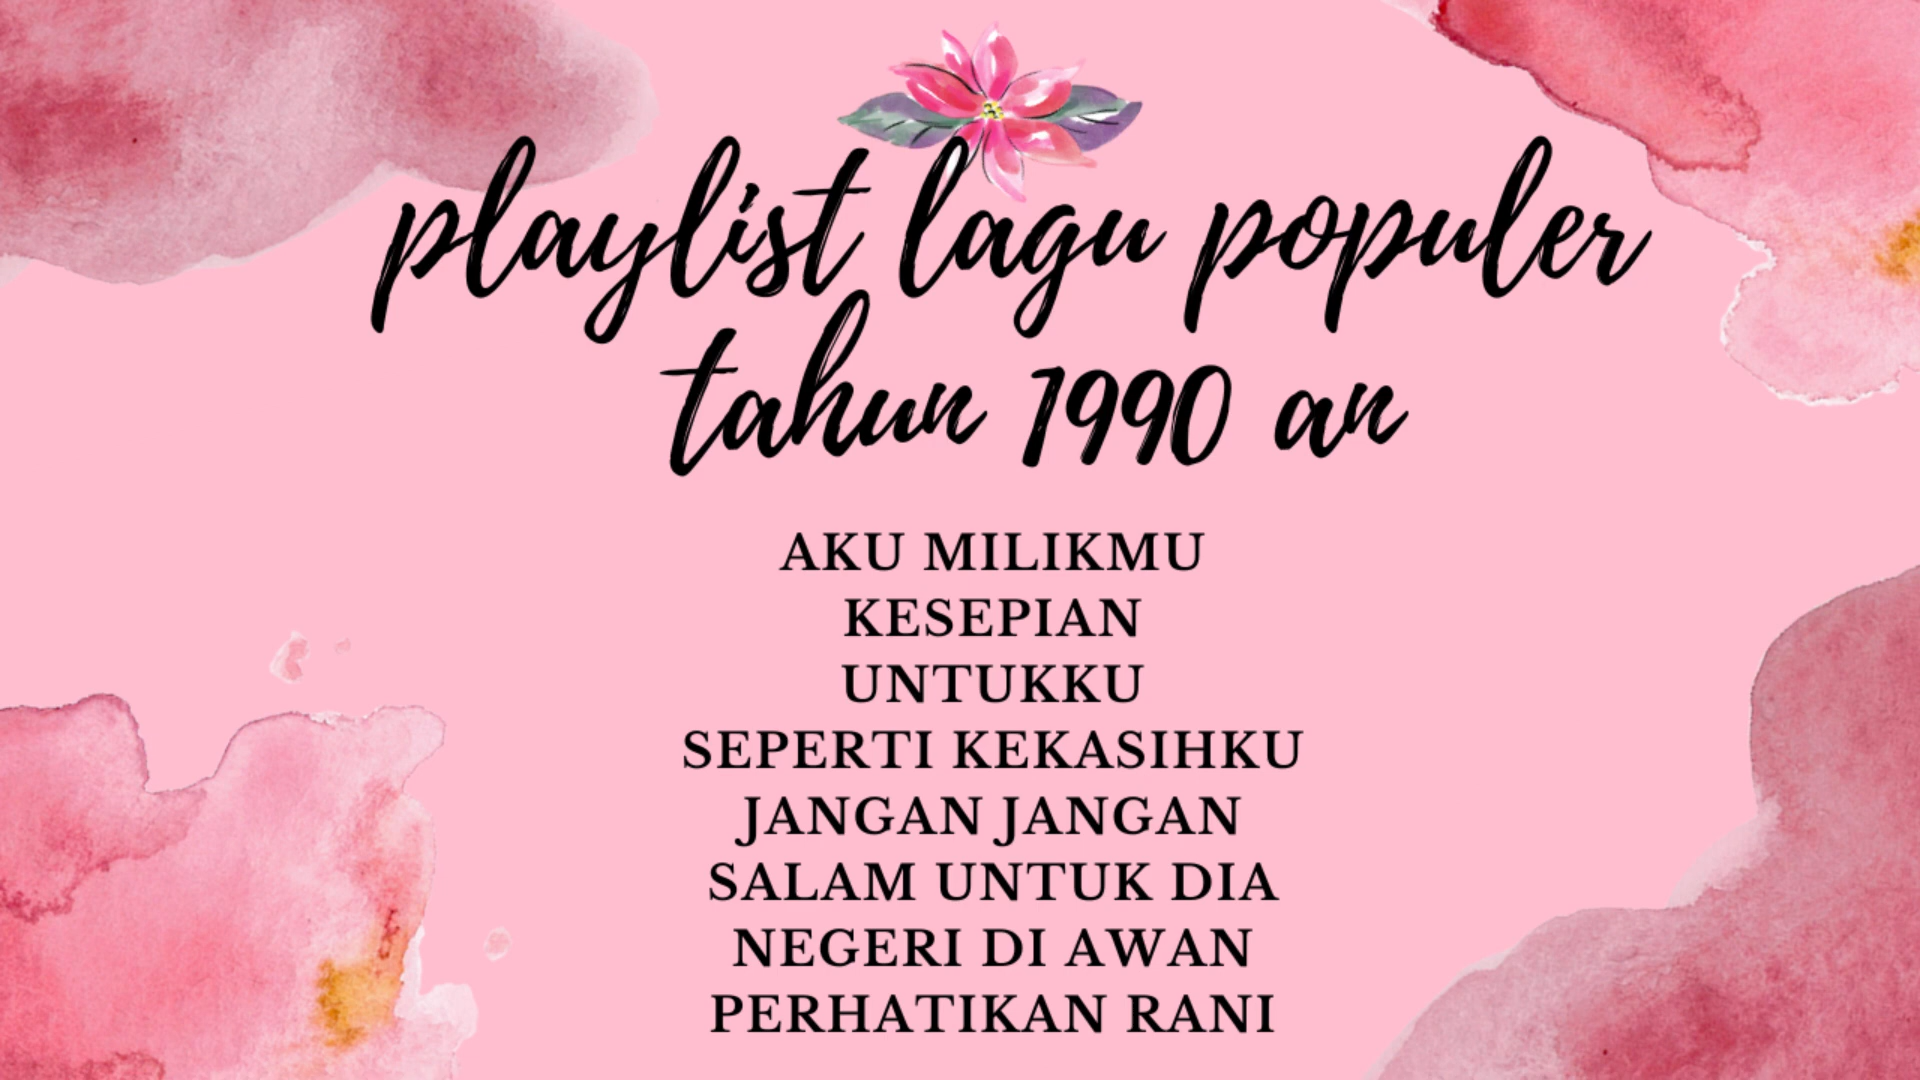 playlist lagu populer
tahun 1990 an
AKU MILIKMU
KESEPIAN
UNTUKKU
SEPERTI KEKASIHKU
JANGAN JANGAN
SALAM UNTUK DIA
NEGERI DI AWAN
PERHATIKAN RANI